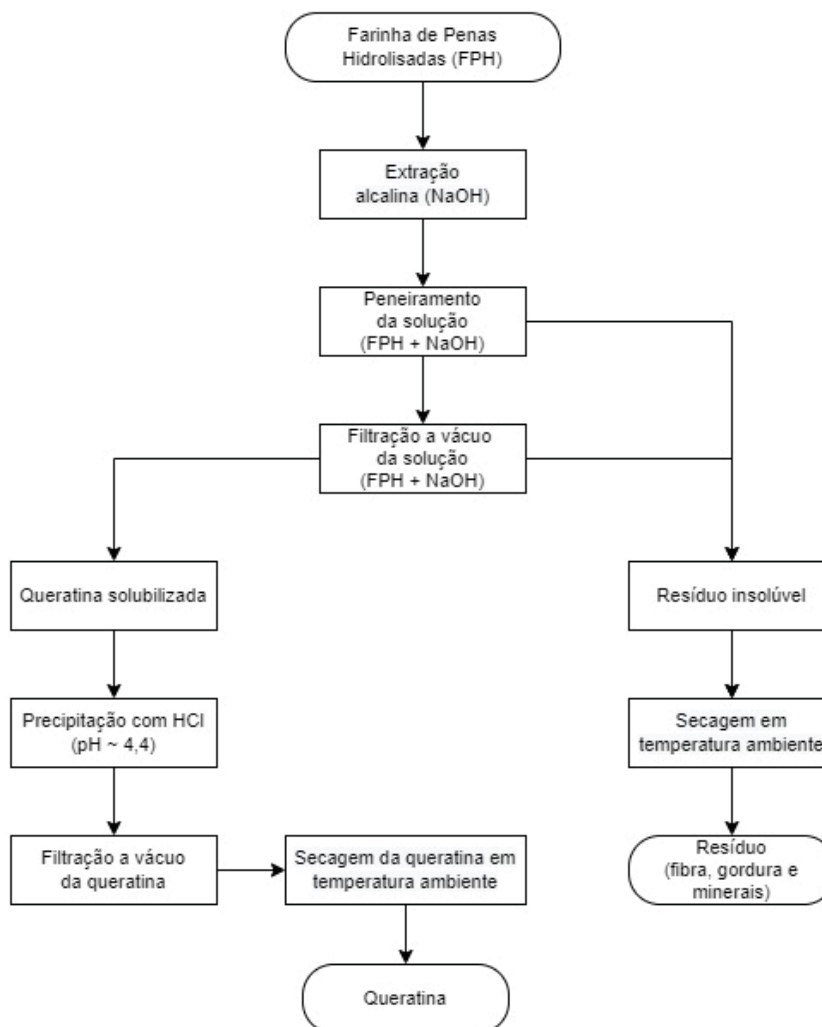 Farinha de Penas
Hidrolisadas (FPH)
Extração
alcalina (NaOH)
Peneiramento
da solução
(FPH + NaOH)
Filtração a vácuo
da solução
(FPH + NaOH)
Queratina solubilizada
Resíduo insolúvel
Precipitação com HCl
(pH ~ 4,4)
Secagem em
temperatura ambiente
Filtração a vácuo
da queratina
Secagem da queratina em
temperatura ambiente
Resíduo
(fibra, gordura e
minerais)
Queratina